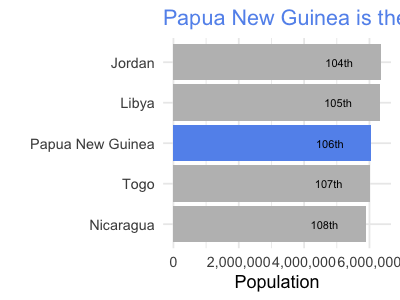 Papua New Guinea is the
Jordan
104th
Libya
105th
Papua New Guinea
106th
Togo
107th
Nicaragua
108th
0 2,000,000 4,000,000 6,000,000
Population